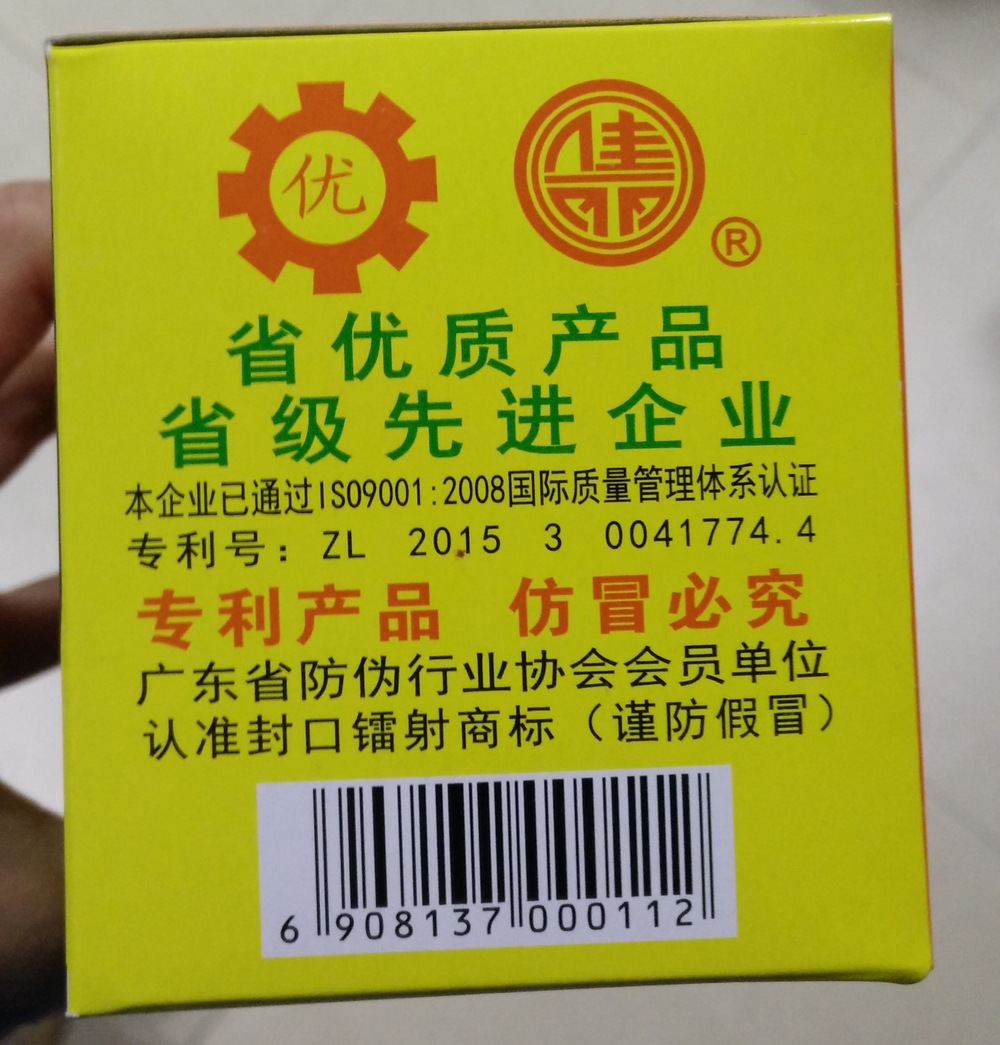 优
佳丽
®
省优质产品
省级先进企业
本企业已通过ISO9001:2008国际质量管理体系认证
专利号：ZL 2015 3 0041774.4
专利产品 仿冒必究
广东省防伪行业协会会员单位
认准封口镭射商标（谨防假冒）
6 908137 000112